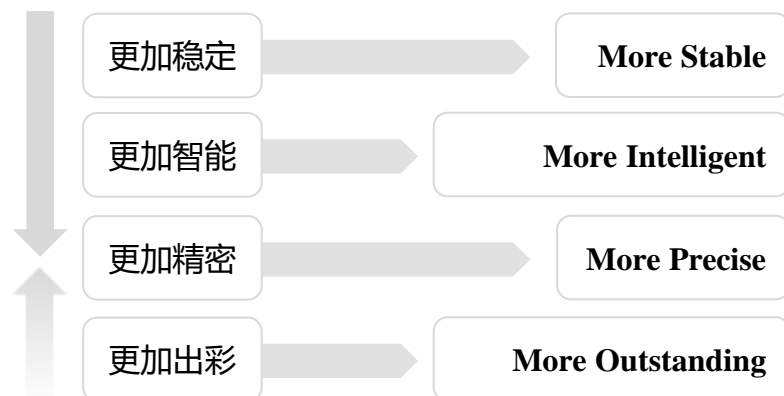 更加稳定
More Stable
更加智能
More Intelligent
更加精密
More Precise
更加出彩
More Outstanding